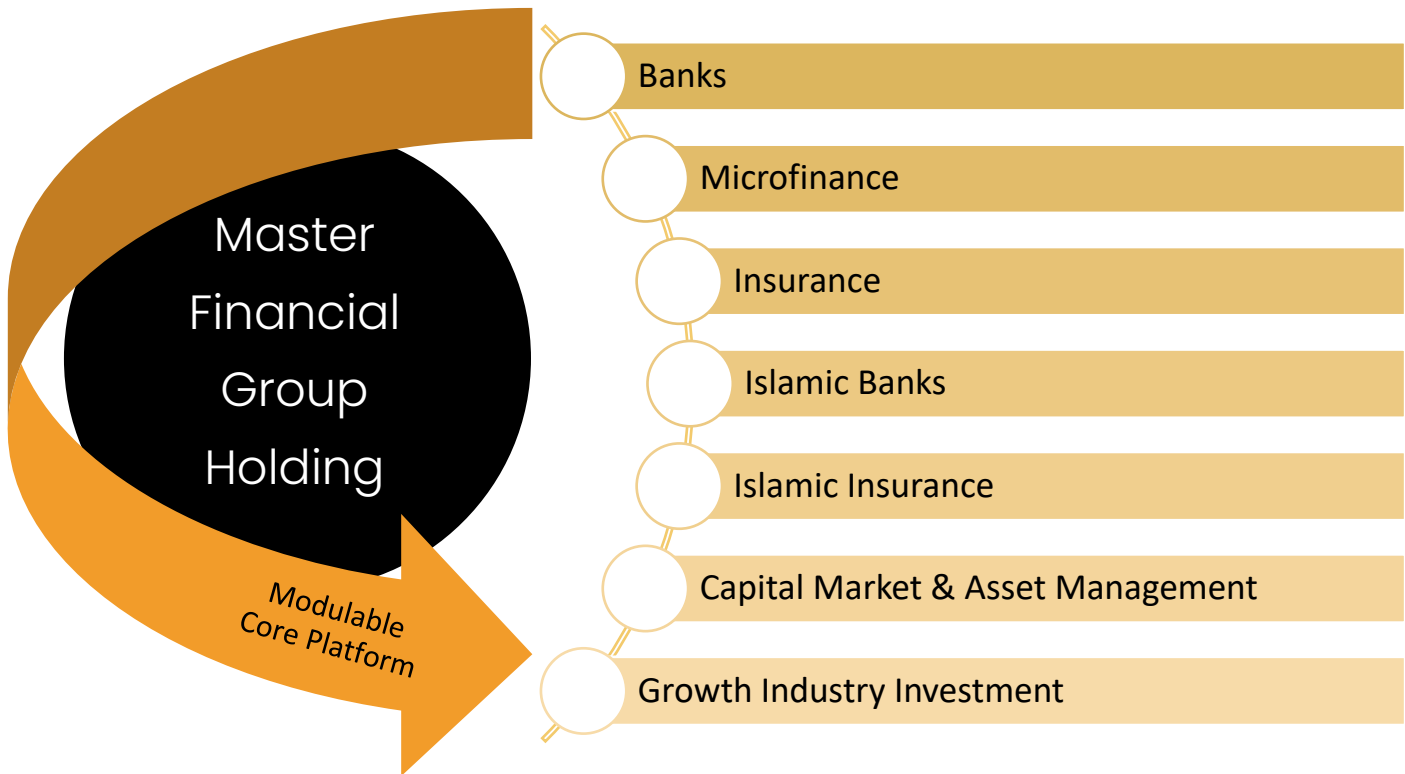 Master
Financial
Group
Holding
Modulable
Core Platform
Banks
Microfinance
Insurance
Islamic Banks
Islamic Insurance
Capital Market & Asset Management
Growth Industry Investment